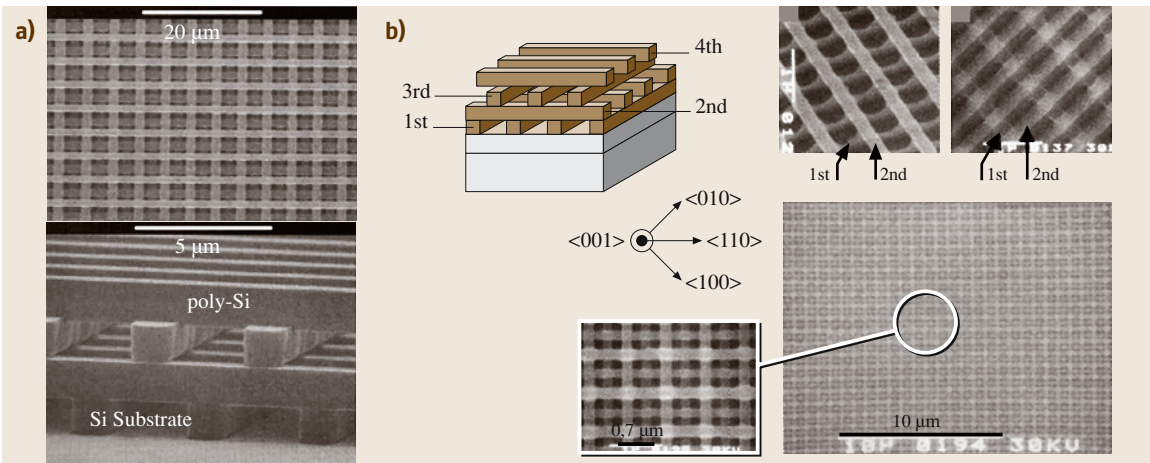 a)
20 µm
5 µm
poly-Si
Si Substrate
b)
4th
3rd
2nd
1st
<010>
<001>
<110>
<100>
1st 2nd
1st 2nd
0,7 µm
10 µm
0194 30KV